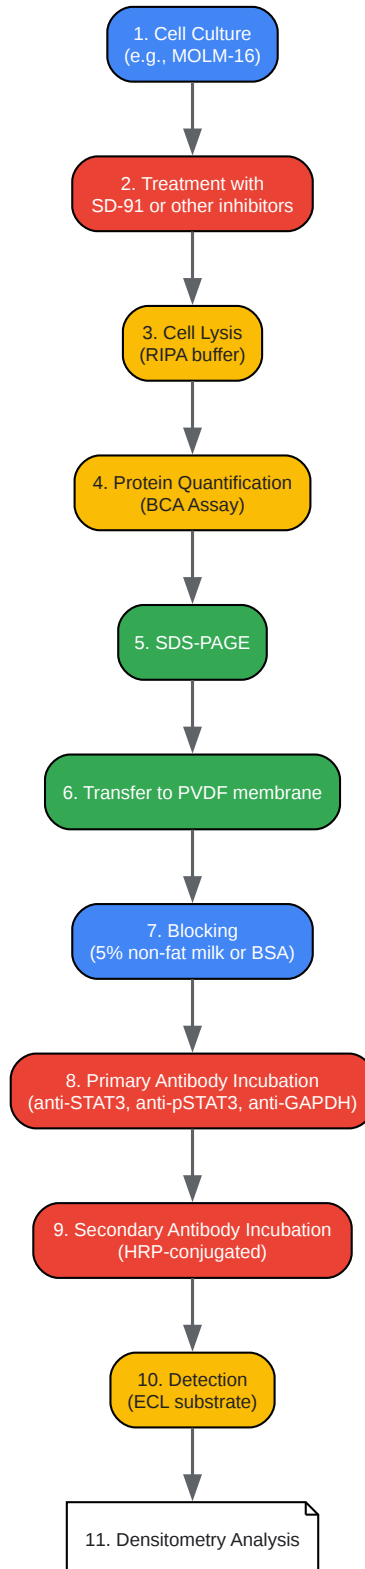 1. Cell Culture
(e.g., MOLM-16)
2. Treatment with
SD-91 or other inhibitors
3. Cell Lysis
(RIPA buffer)
4. Protein Quantification
(BCA Assay)
5. SDS-PAGE
6. Transfer to PVDF membrane
7. Blocking
(5% non-fat milk or BSA)
8. Primary Antibody Incubation
(anti-STAT3, anti-pSTAT3, anti-GAPDH)
9. Secondary Antibody Incubation
(HRP-conjugated)
10. Detection
(ECL substrate)
11. Densitometry Analysis